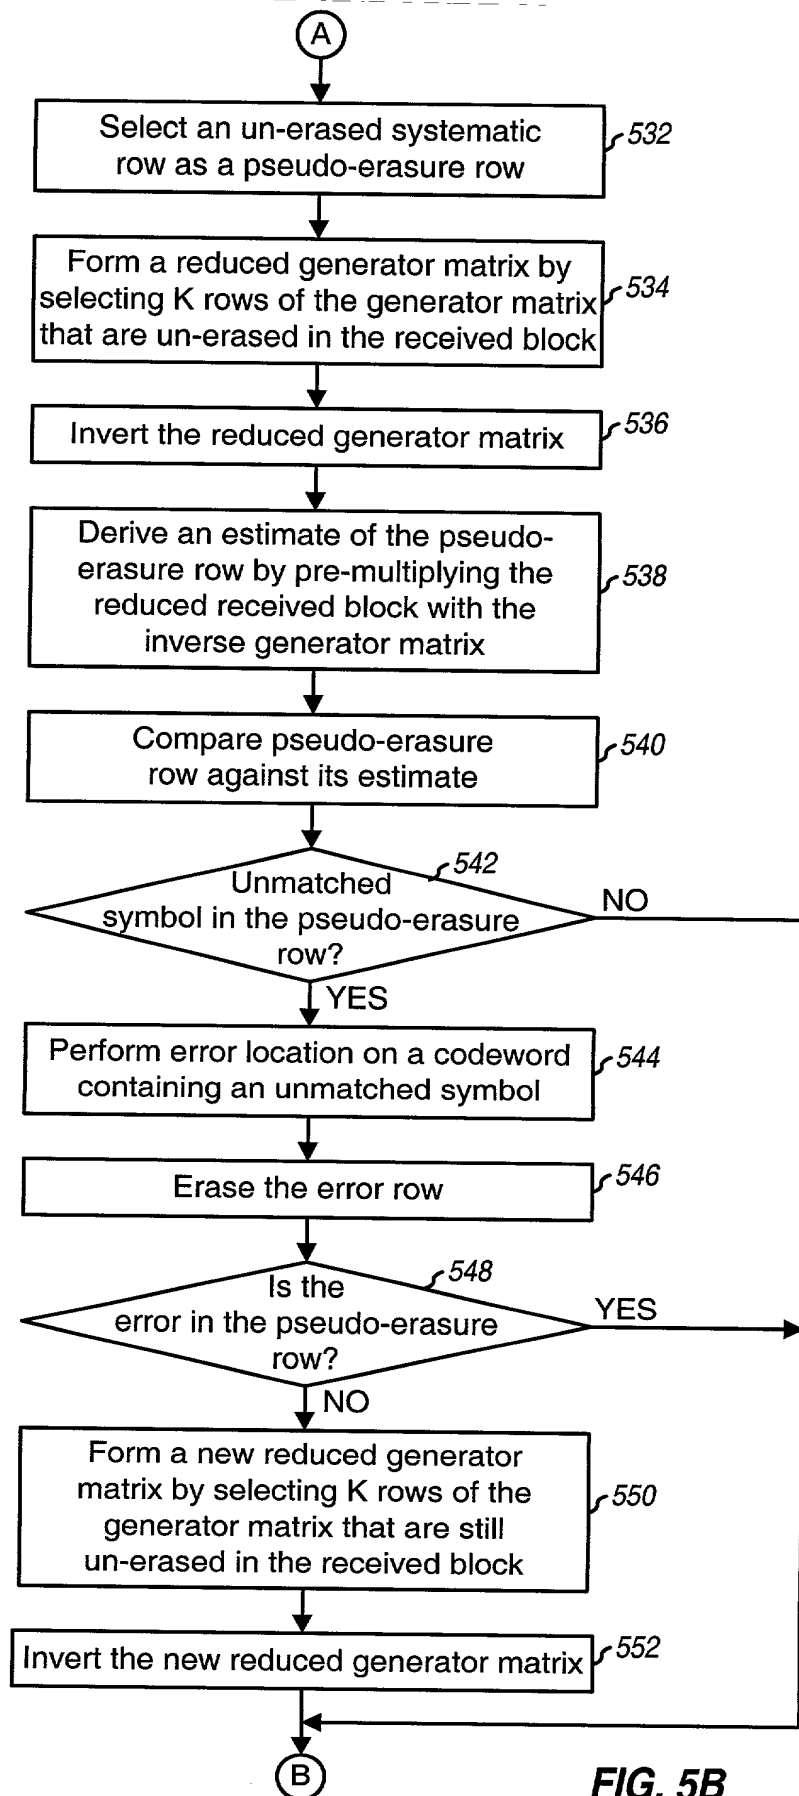 A
Select an un-erased systematic
row as a pseudo-erasure row
532
Form a reduced generator matrix by
selecting K rows of the generator matrix
that are un-erased in the received block
534
Invert the reduced generator matrix
536
Derive an estimate of the pseudo-
erasure row by pre-multiplying the
reduced received block with the
inverse generator matrix
538
Compare pseudo-erasure
row against its estimate
540
542
Unmatched
symbol in the pseudo-erasure
row?
NO
YES
Perform error location on a codeword
containing an unmatched symbol
544
Erase the error row
546
548
Is the
error in the pseudo-erasure
row?
YES
NO
Form a new reduced generator
matrix by selecting K rows of the
generator matrix that are still
un-erased in the received block
550
Invert the new reduced generator matrix
552
B
FIG. 5B